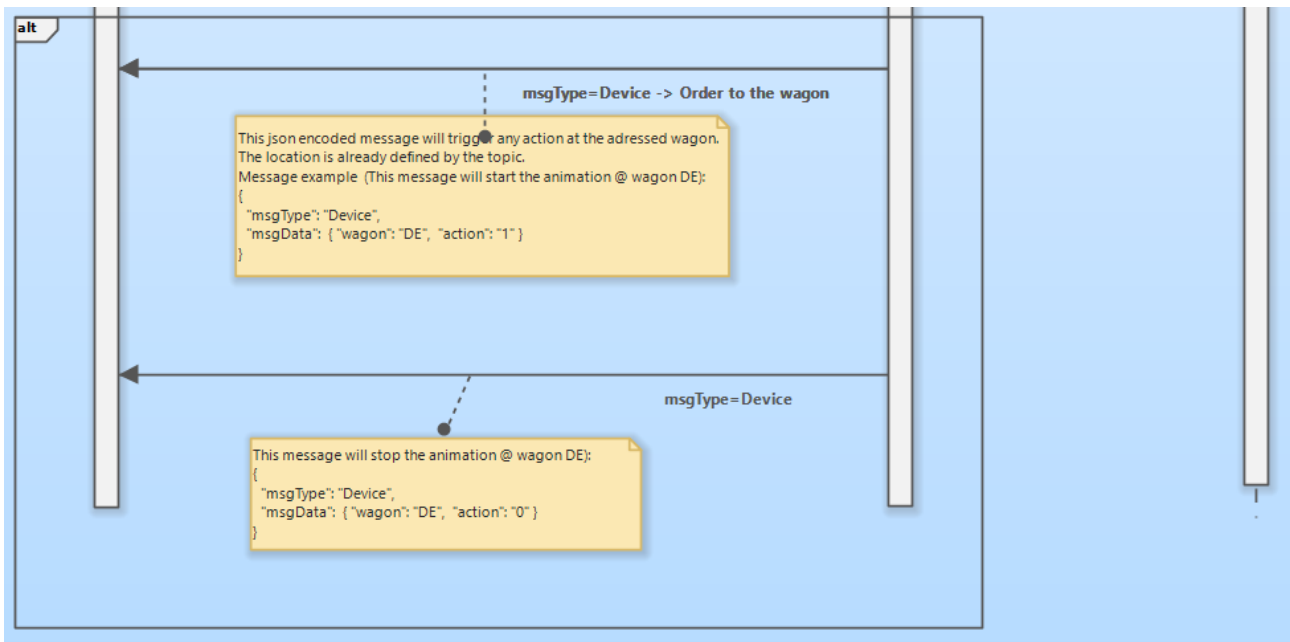 alt
msgType=Device -> Order to the wagon
This json encoded message will trigger any action at the adressed wagon.
The location is already defined by the topic.
Message example (This message will start the animation @ wagon DE):
{
"msgType": "Device",
"msgData": { "wagon": "DE", "action": "1" }
}
msgType=Device
This message will stop the animation @ wagon DE):
{
"msgType": "Device",
"msgData": { "wagon": "DE", "action": "0" }
}